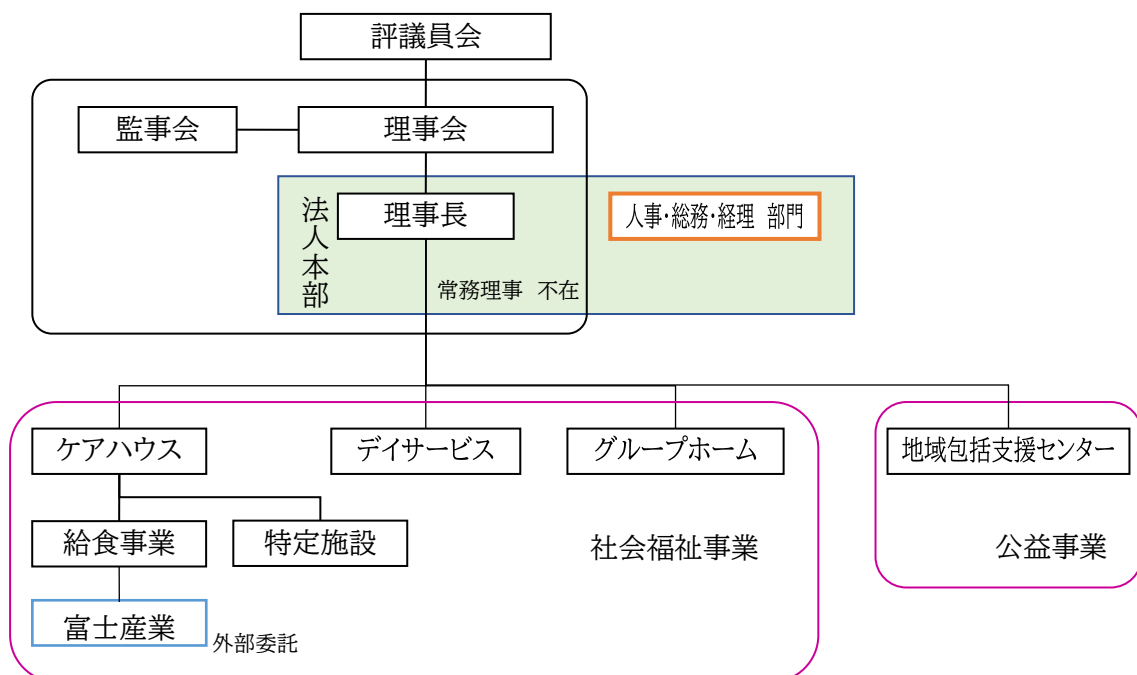 評議員会
監事会
理事会
法人本部
理事長
人事・総務・経理 部門
常務理事 不在
ケアハウス
デイサービス
グループホーム
地域包括支援センター
給食事業
特定施設
社会福祉事業
公益事業
富士産業
外部委託